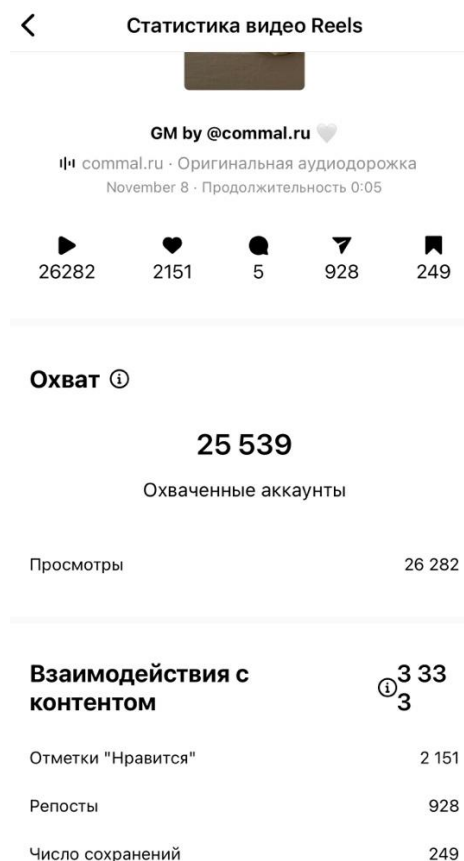 Статистика видео Reels
GM by @commal.ru 🤍
commal.ru · Оригинальная аудиодорожка
November 8 · Продолжительность 0:05
26282 2151 5 928 249
Охват
25 539
Охваченные аккаунты
Просмотры 26 282
Взаимодействия с
контентом
3 33
3
Отметки "Нравится" 2 151
Репосты 928
Число сохранений 249